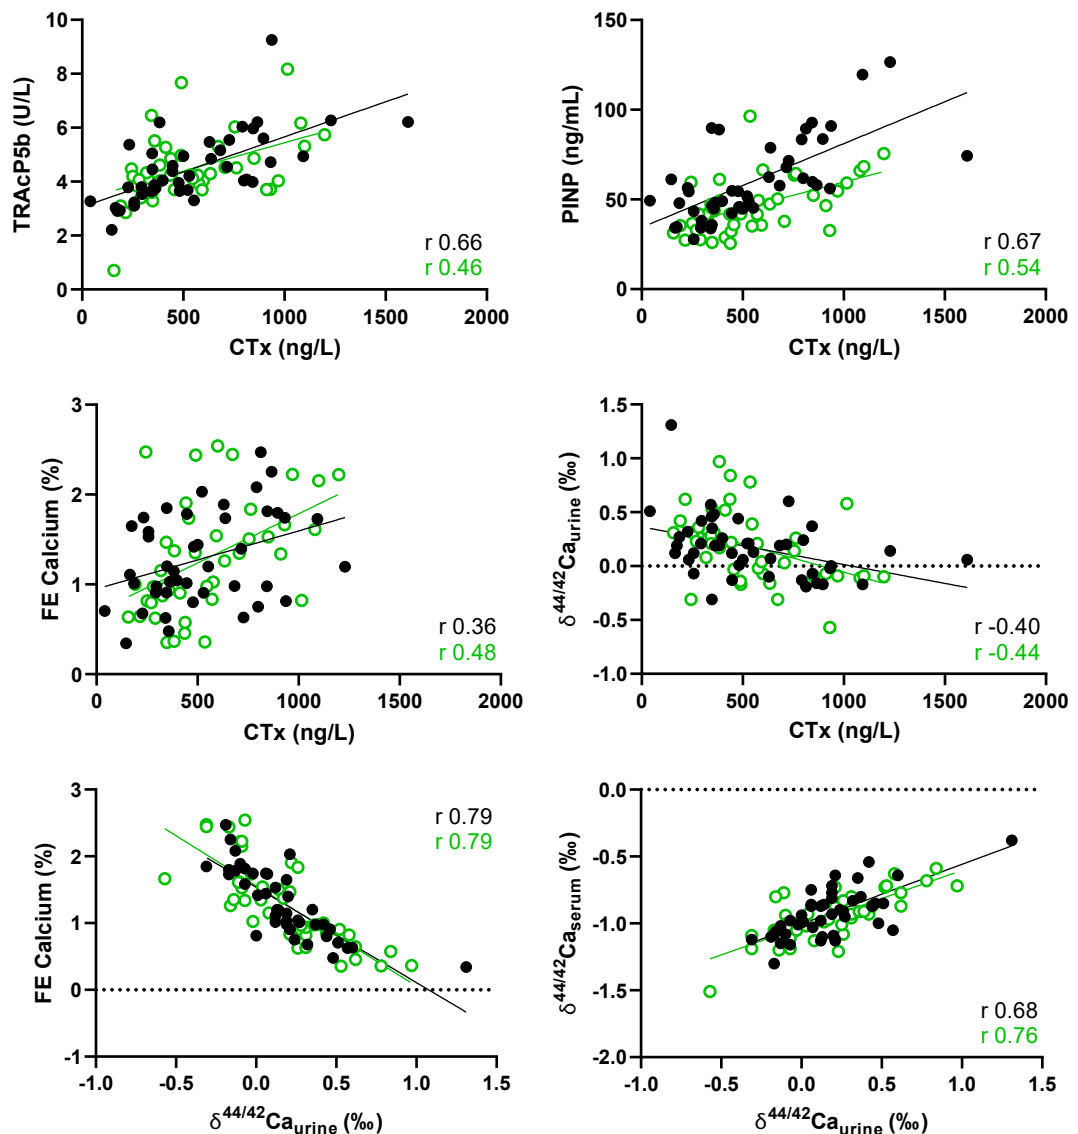 TRAcP5b (U/L)
10
8
6
4
2
0
r 0.66
r 0.46
0 500 1000 1500 2000
CTx (ng/L)
PINP (ng/mL)
150
100
50
0
r 0.67
r 0.54
0 500 1000 1500 2000
CTx (ng/L)
FE Calcium (%)
3
2
1
0
r 0.36
r 0.48
0 500 1000 1500 2000
CTx (ng/L)
δ44/42Caurine (‰)
1.5
1.0
0.5
0.0
-0.5
-1.0
r -0.40
r -0.44
0 500 1000 1500 2000
CTx (ng/L)
FE Calcium (%)
3
2
1
0
-1
r 0.79
r 0.79
-1.0 -0.5 0.0 0.5 1.0 1.5
δ44/42Caurine (‰)
δ44/42Caserum (‰)
0.0
-0.5
-1.0
-1.5
-2.0
r 0.68
r 0.76
-1.0 -0.5 0.0 0.5 1.0 1.5
δ44/42Caurine (‰)